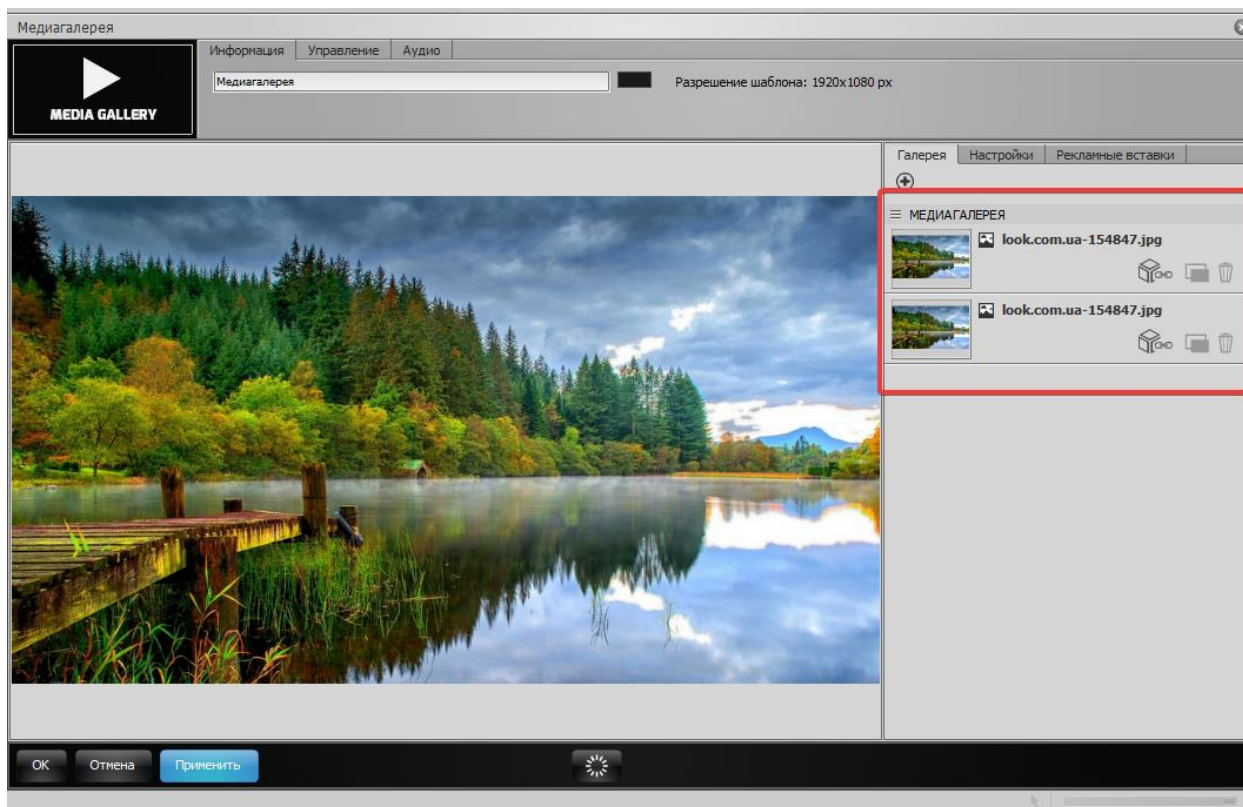 Медиагалерея
Информация Управление Аудио
Медиагалерея
Разрешение шаблона: 1920x1080 px
MEDIA GALLERY
Галерея Настройки Рекламные вставки
МЕДИАГАЛЕРЕЯ
look.com.ua-154847.jpg
look.com.ua-154847.jpg
ОК Отмена Применить